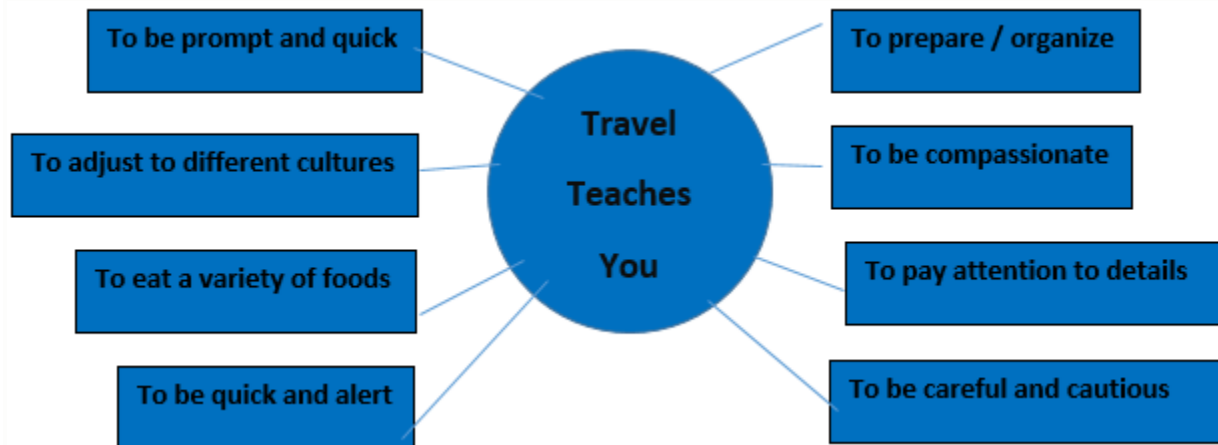 To be prompt and quick
To prepare / organize
Travel
Teaches
You
To adjust to different cultures
To be compassionate
To eat a variety of foods
To pay attention to details
To be quick and alert
To be careful and cautious